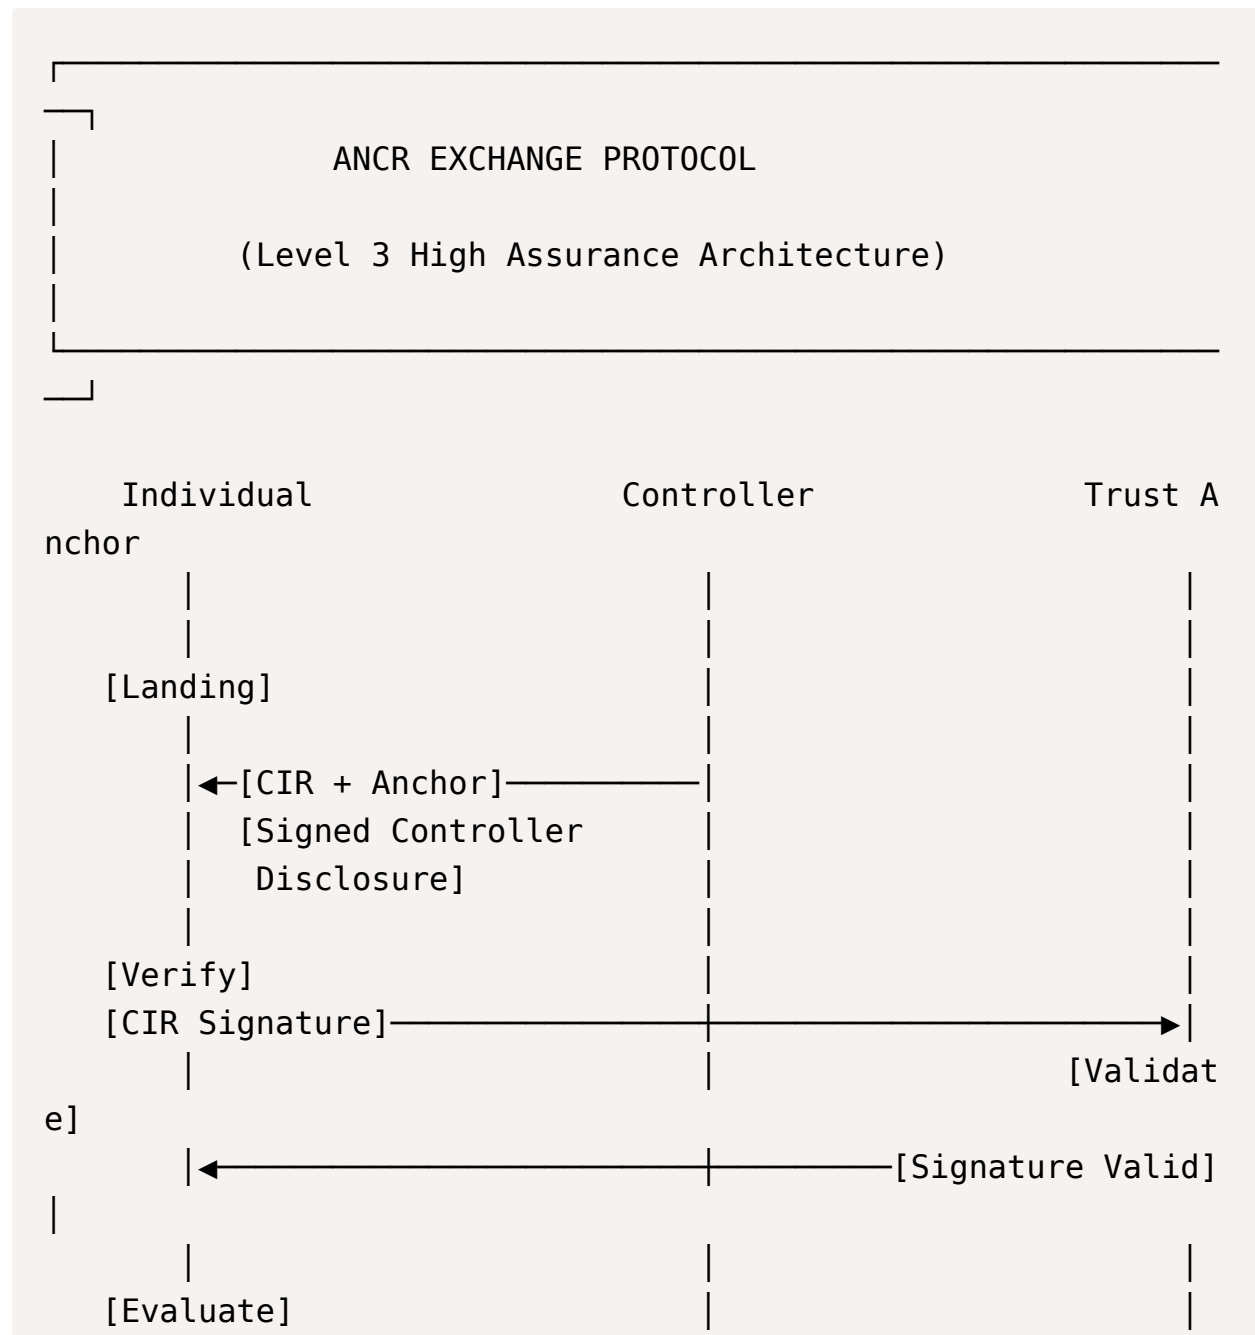 ANCR EXCHANGE PROTOCOL
(Level 3 High Assurance Architecture)
Individual Controller Trust A
nchor
[Landing]
[CIR + Anchor]
[Signed Controller
Disclosure]
[Verify]
[CIR Signature]
[Validat
e]
[Signature Valid]
[Evaluate]